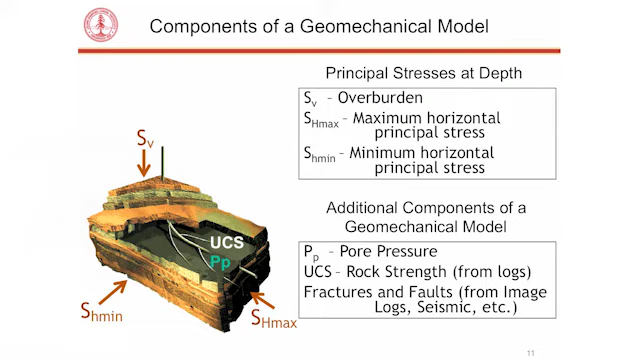 Components of a Geomechanical Model
Principal Stresses at Depth
Sv – Overburden
SHmax – Maximum horizontal
principal stress
Shmin – Minimum horizontal
principal stress
Additional Components of a
Geomechanical Model
Pp – Pore Pressure
UCS – Rock Strength (from logs)
Fractures and Faults (from Image
Logs, Seismic, etc.)
Sv
UCS
Pp
Shmin
SHmax
11